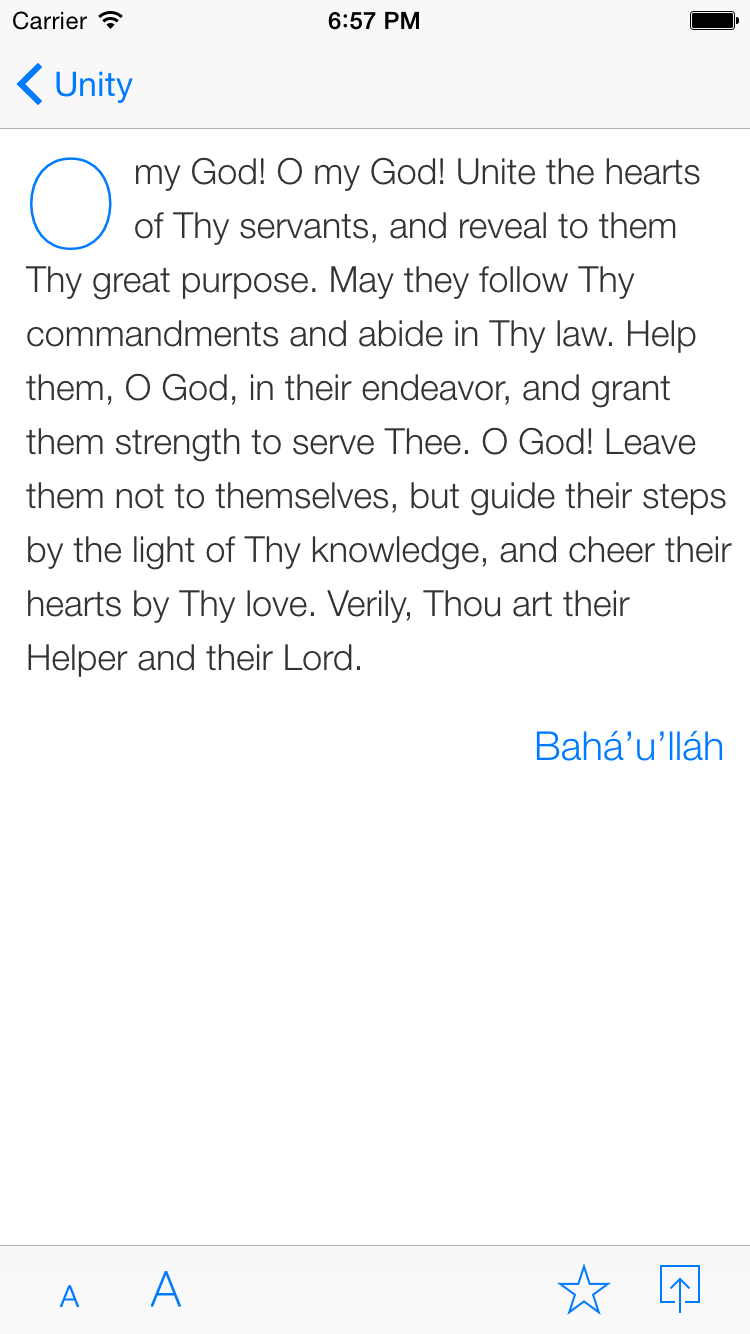 Carrier 6:57 PM
Unity
O my God! O my God! Unite the hearts
of Thy servants, and reveal to them
Thy great purpose. May they follow Thy
commandments and abide in Thy law. Help
them, O God, in their endeavor, and grant
them strength to serve Thee. O God! Leave
them not to themselves, but guide their steps
by the light of Thy knowledge, and cheer their
hearts by Thy love. Verily, Thou art their
Helper and their Lord.
Bahá’u’lláh
A A